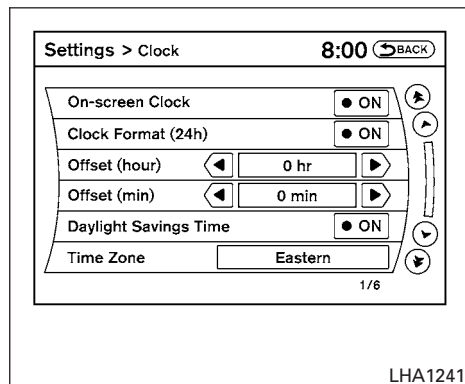 Settings > Clock 8:00 BACK
On-screen Clock ON
Clock Format (24h) ON
Offset (hour) 0 hr
Offset (min) 0 min
Daylight Savings Time ON
Time Zone Eastern
1/6
LHA1241